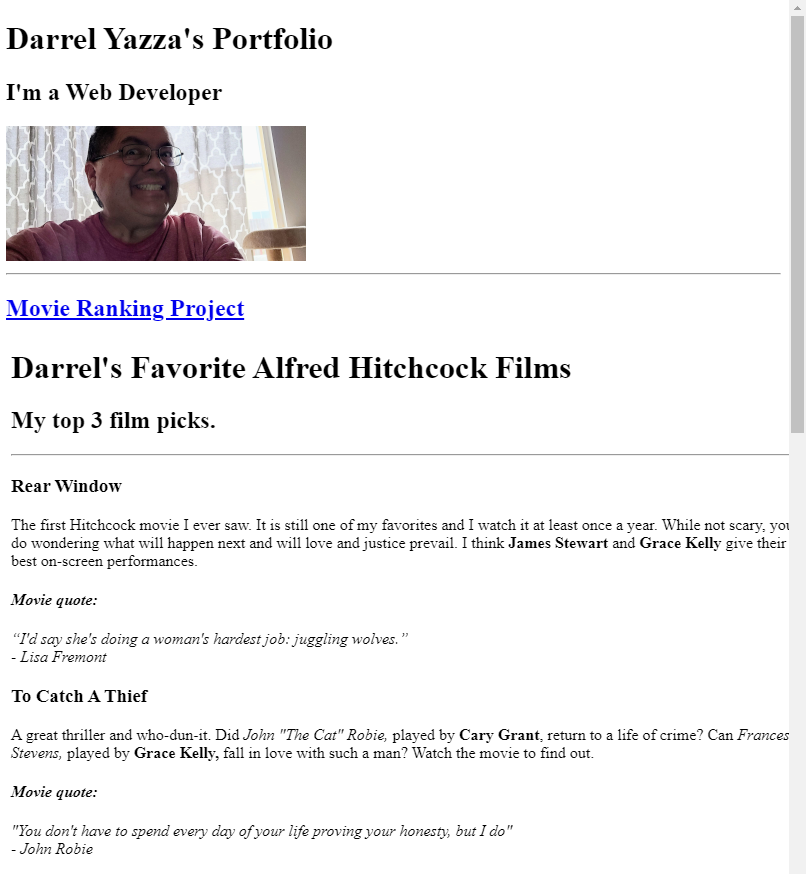 Darrel Yazza's Portfolio
I'm a Web Developer
Movie Ranking Project
Darrel's Favorite Alfred Hitchcock Films
My top 3 film picks.
Rear Window
The first Hitchcock movie I ever saw. It is still one of my favorites and I watch it at least once a year. While not scary, you
do wondering what will happen next and will love and justice prevail. I think James Stewart and Grace Kelly give their
best on-screen performances.
Movie quote:
“I'd say she's doing a woman's hardest job: juggling wolves.”
- Lisa Fremont
To Catch A Thief
A great thriller and who-dun-it. Did John "The Cat" Robie, played by Cary Grant, return to a life of crime? Can Frances
Stevens, played by Grace Kelly, fall in love with such a man? Watch the movie to find out.
Movie quote:
"You don't have to spend every day of your life proving your honesty, but I do"
- John Robie